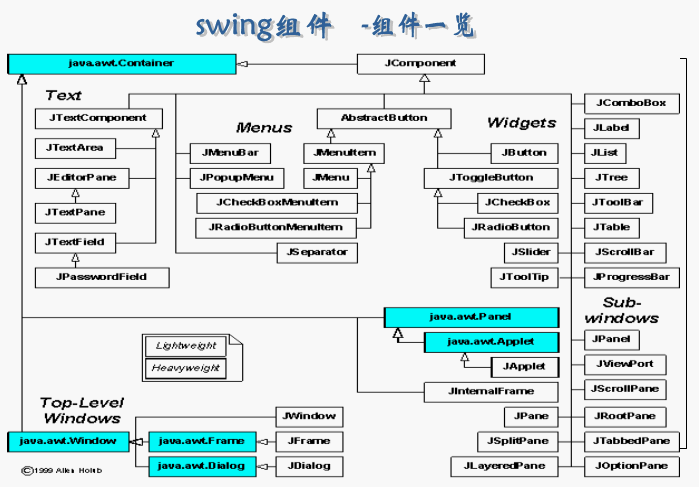 swing组件 -组件一览
java.awt.Container
JComponent
Text
JTextComponent
JTextArea
JEditorPane
JTextPane
JTextField
JPasswordField
Menus
AbstractButton
JMenuBar
JMenuItern
JPopupMenu
JMenu
JCheckBoxMenuItern
JRadioButtonMenuItern
JSeparator
Widgets
JButton
JToggleButton
JCheckBox
JRadioButton
JSlider
JToolTip
JComboBox
JLabel
JList
JTree
JToolBar
JTable
JScrollBar
JProgressBar
Sub-
windows
java.awt.Panel
java.awt.Applet
JApplet
JInternalFrame
JPanel
JViewPort
JScrollPane
JPane
JRootPane
JSplitPane
JTabbedPane
JLayeredPane
JOptionPane
Lightweight
Heavyweight
Top-Level
Windows
java.awt.Window
java.awt.Frame
java.awt.Dialog
JWindow
JFrame
JDialog
©1999 Allen Holub